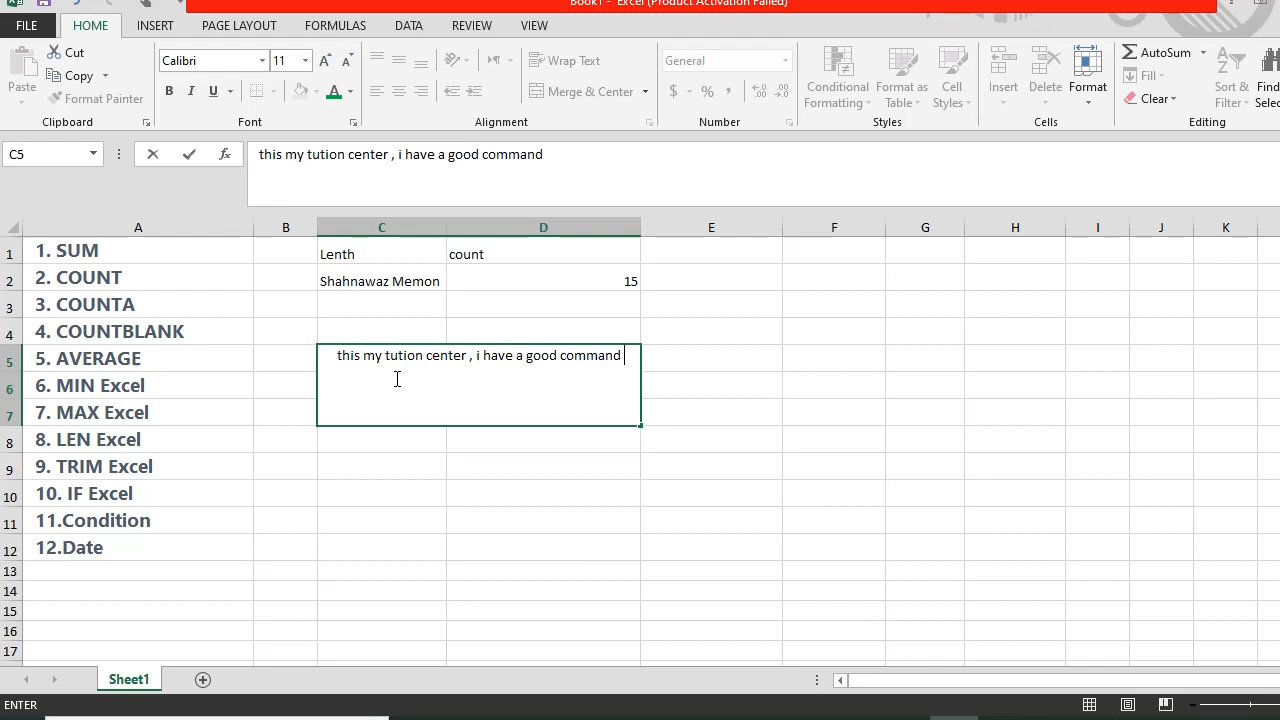 Book1 - Excel (Product Activation Failed)
FILE HOME INSERT PAGE LAYOUT FORMULAS DATA REVIEW VIEW
Paste
Cut
Copy
Format Painter
Clipboard
Calibri 11
B I U
Font
Wrap Text
Merge & Center
Alignment
General
$ % ,
Number
Conditional Formatting
Format as Table
Cell Styles
Styles
Insert
Delete
Format
Cells
AutoSum
Fill
Clear
Sort & Filter
Editing
C5 fx this my tution center , i have a good command
A B C D E F G H I J K
1 1. SUM Lenth count
2 2. COUNT Shahnawaz Memon 15
3 3. COUNTA
4 4. COUNTBLANK
5 5. AVERAGE this my tution center , i have a good command
6 6. MIN Excel
7 7. MAX Excel
8 8. LEN Excel
9 9. TRIM Excel
10 10. IF Excel
11 11.Condition
12 12.Date
13
14
15
16
17
Sheet1
ENTER